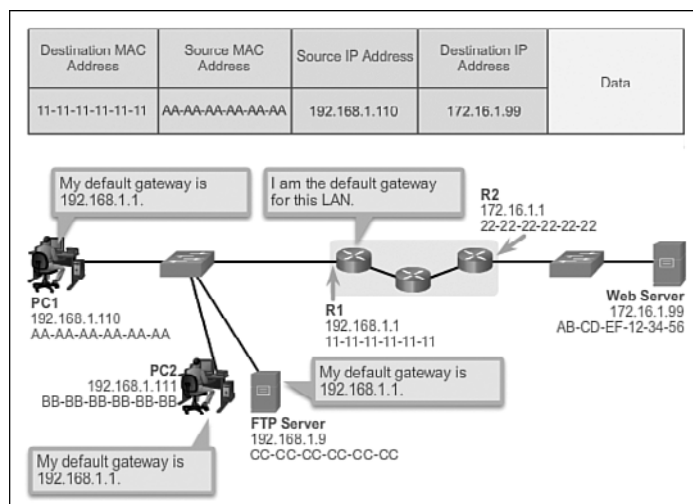 Destination MAC Address
Source MAC Address
Source IP Address
Destination IP Address
Data
11-11-11-11-11-11
AA-AA-AA-AA-AA-AA
192.168.1.110
172.16.1.99
My default gateway is
192.168.1.1.
I am the default gateway
for this LAN.
R2
172.16.1.1
22-22-22-22-22-22
PC1
192.168.1.110
AA-AA-AA-AA-AA-AA
R1
192.168.1.1
11-11-11-11-11-11
Web Server
172.16.1.99
AB-CD-EF-12-34-56
PC2
192.168.1.111
BB-BB-BB-BB-BB-BB
My default gateway is
192.168.1.1.
FTP Server
192.168.1.9
CC-CC-CC-CC-CC-CC
My default gateway is
192.168.1.1.